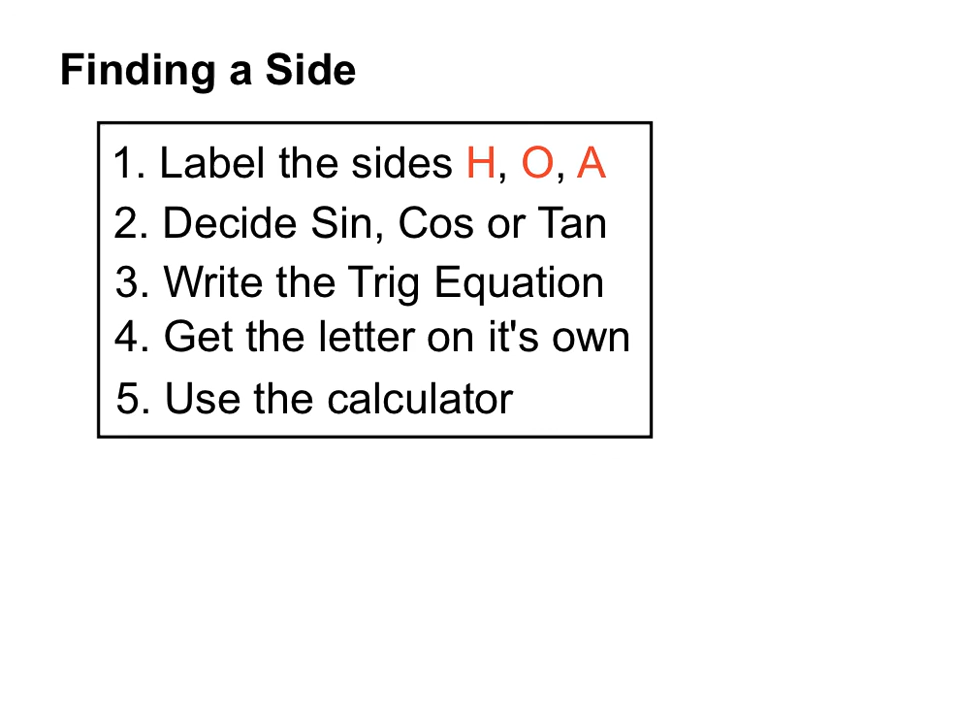 Finding a Side
1. Label the sides H, O, A
2. Decide Sin, Cos or Tan
3. Write the Trig Equation
4. Get the letter on it's own
5. Use the calculator